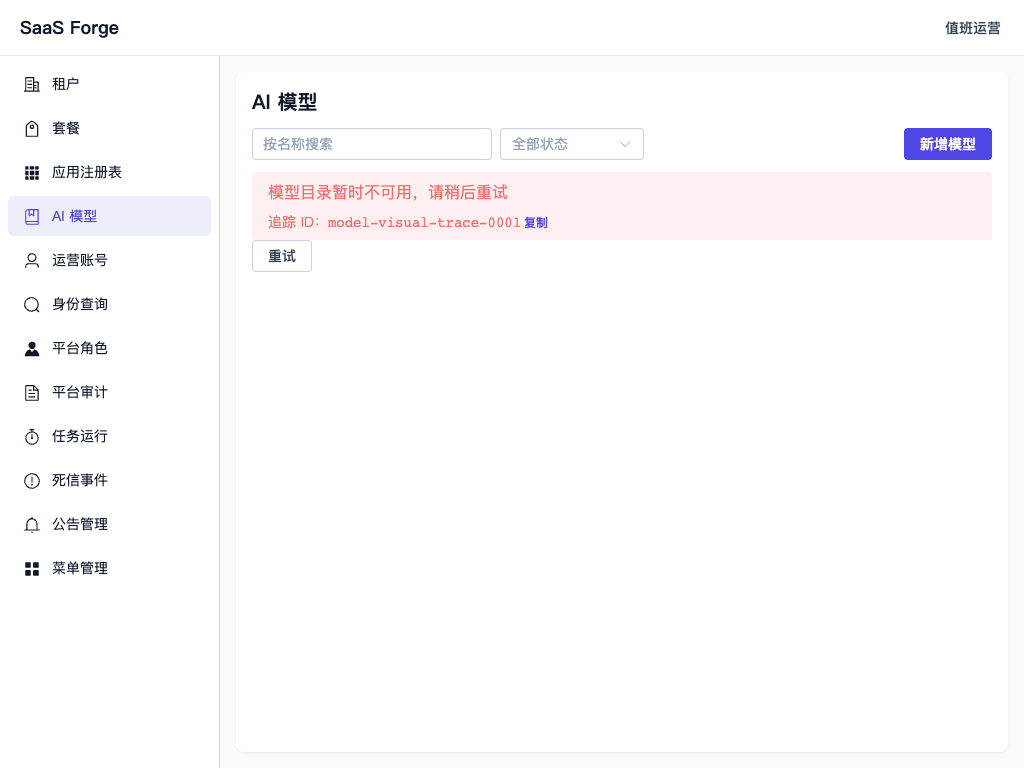 SaaS Forge
值班运营
租户
套餐
应用注册表
AI 模型
运营账号
身份查询
平台角色
平台审计
任务运行
死信事件
公告管理
菜单管理
AI 模型
按名称搜索
全部状态
新增模型
模型目录暂时不可用，请稍后重试
追踪 ID：model-visual-trace-0001 复制
重试